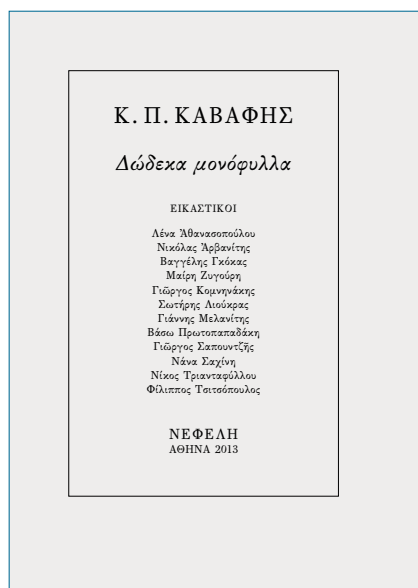 Κ. Π. ΚΑΒΑΦΗΣ
Δώδεκα μονόφυλλα
ΕΙΚΑΣΤΙΚΟΙ
Λένα Ἀθανασοπούλου
Νικόλας Ἀρβανίτης
Βαγγέλης Γκόκας
Μαίρη Ζυγούρη
Γιῶργος Κομνηνάκης
Σωτήρης Λιούκρας
Γιάννης Μελανίτης
Βάσω Πρωτοπαπαδάκη
Γιῶργος Σαπουντζῆς
Νάνα Σαχίνη
Νίκος Τριανταφύλλου
Φίλιππος Τσιτσόπουλος
ΝΕΦΕΛΗ
ΑΘΗΝΑ 2013